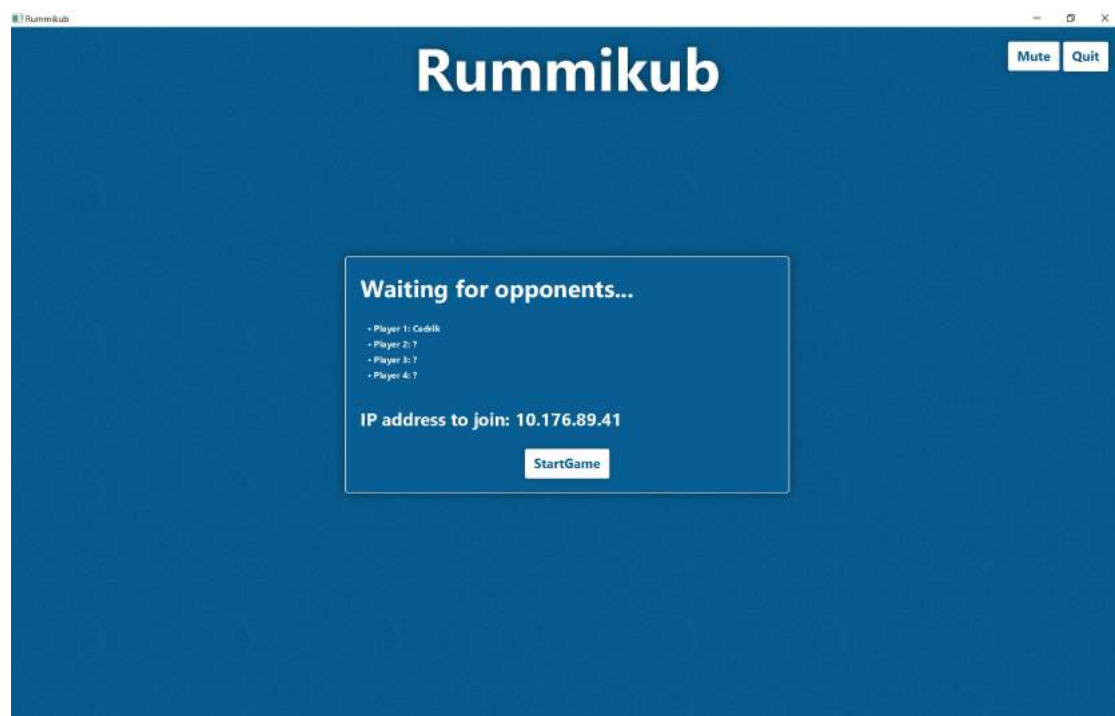 Rummikub
Rummikub
Mute Quit
Waiting for opponents...
• Player 1: Cedrik
• Player 2: ?
• Player 3: ?
• Player 4: ?
IP address to join: 10.176.89.41
StartGame